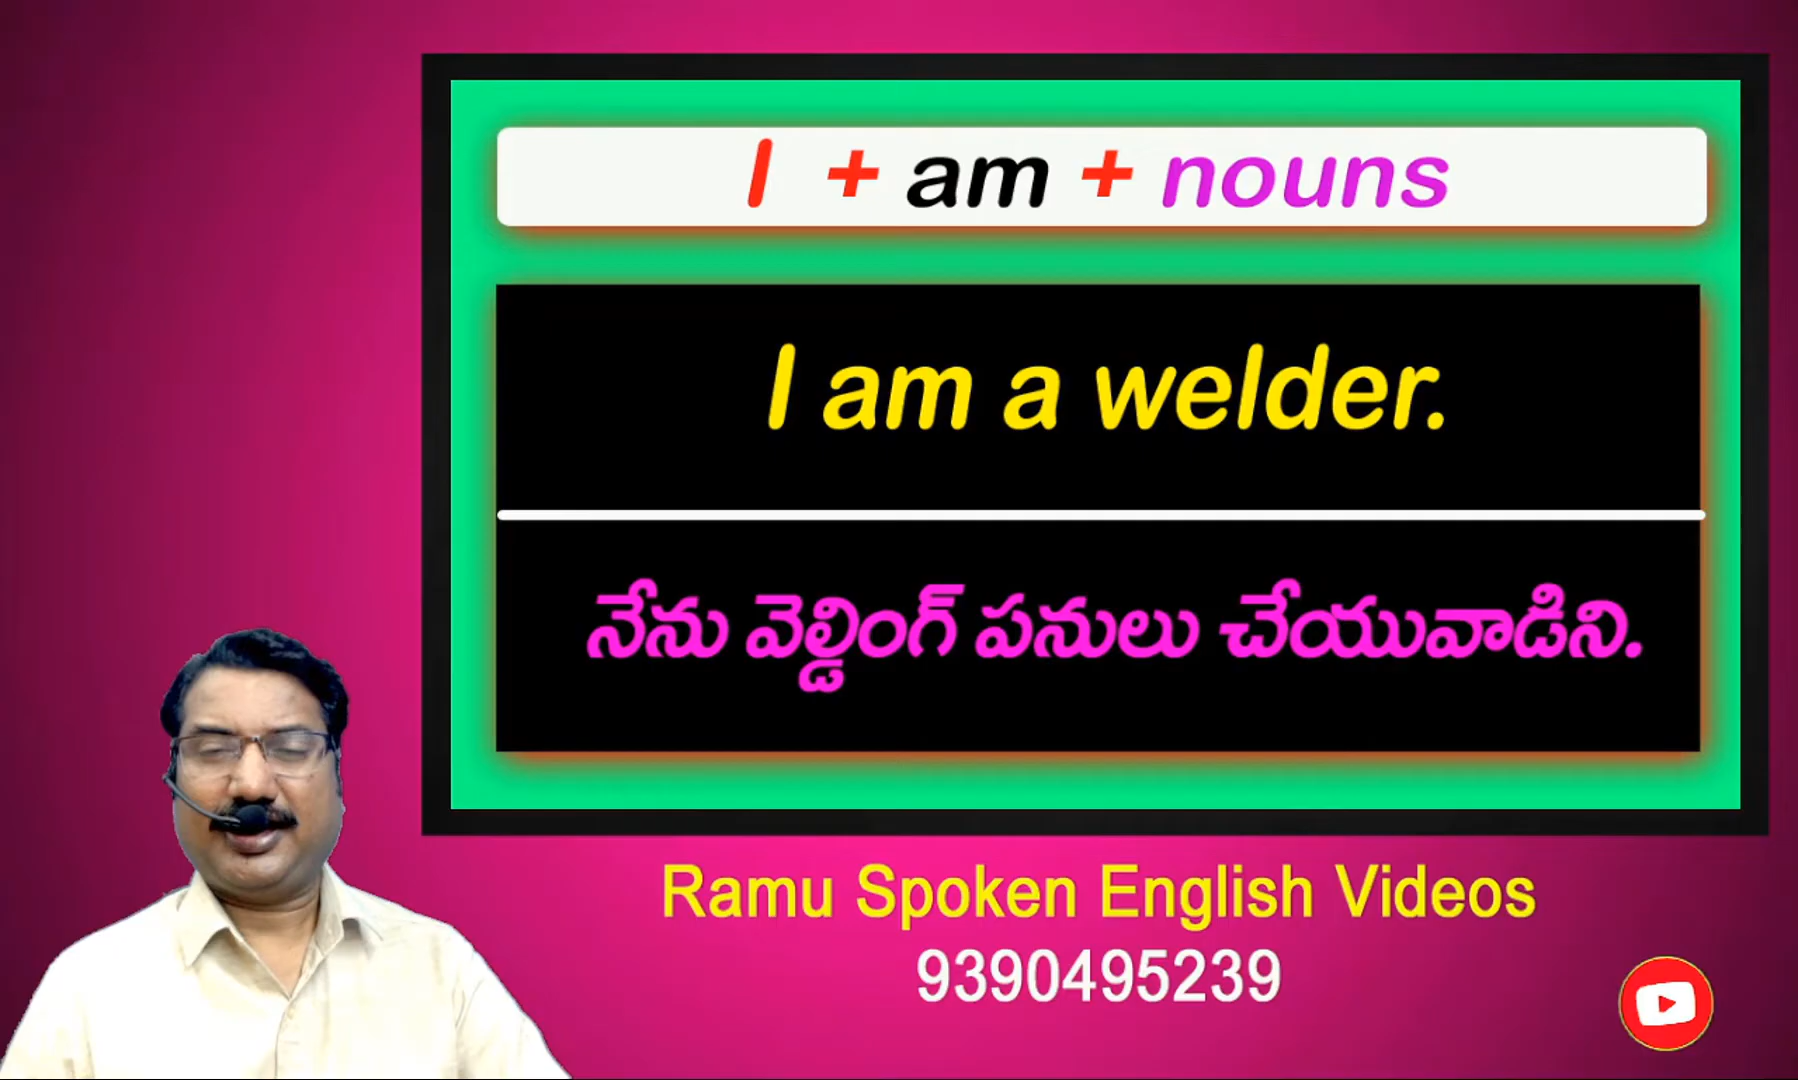 I + am + nouns
I am a welder.
నేను వెల్డింగ్ పనులు చేయువాడిని.
Ramu Spoken English Videos
9390495239